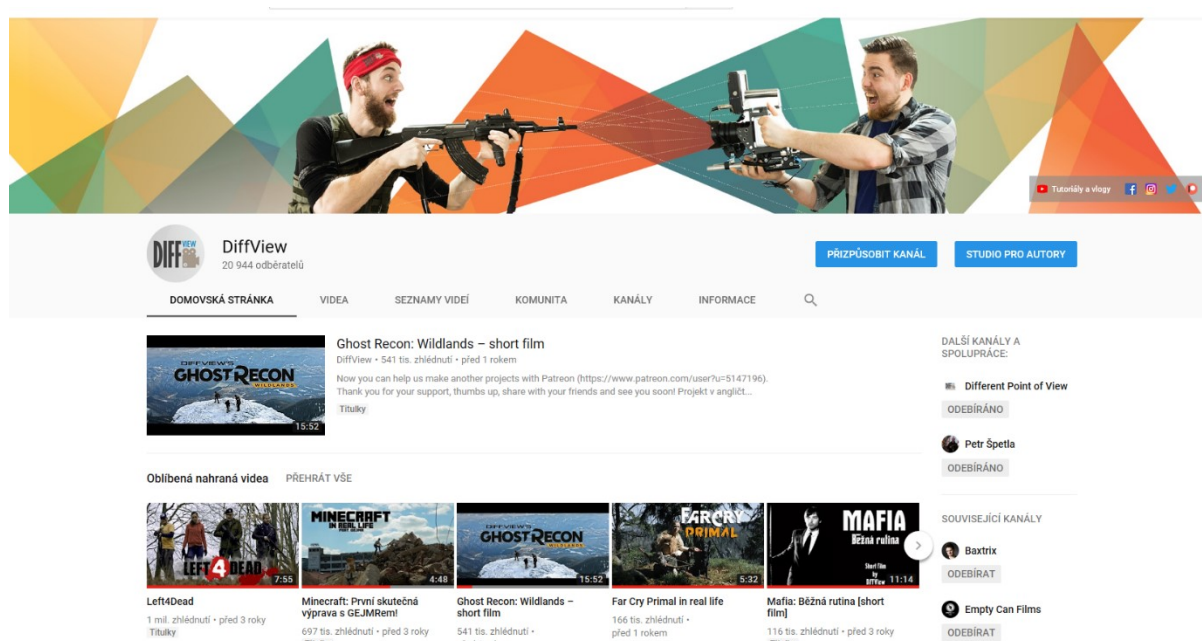 Tutoriály a vlogy
DIFF VIEW
DiffView
20 944 odběratelů
PŘIZPŮSOBIT KANÁL
STUDIO PRO AUTORY
DOMOVSKÁ STRÁNKA
VIDEA
SEZNAMY VIDEÍ
KOMUNITA
KANÁLY
INFORMACE
DIFFVIEW'S
GHOST RECON
WILDLANDS
15:52
Ghost Recon: Wildlands – short film
DiffView • 541 tis. zhlédnutí • před 1 rokem
Now you can help us make another projects with Patreon (https://www.patreon.com/user?u=5147196).
Thank you for your support, thumbs up, share with your friends and see you soon! Projekt v angličt...
Titulky
DALŠÍ KANÁLY A
SPOLUPRÁCE:
Different Point of View
ODEBÍRÁNO
Petr Špetla
ODEBÍRÁNO
Oblíbená nahraná videa
PŘEHRÁT VŠE
LEFT 4 DEAD
7:55
Left4Dead
1 mil. zhlédnutí • před 3 roky
Titulky
MINECRAFT
IN REAL LIFE
4:48
Minecraft: První skutečná
výprava s GEJMRem!
697 tis. zhlédnutí • před 3 roky
DIFFVIEW'S
GHOST RECON
WILDLANDS
15:52
Ghost Recon: Wildlands –
short film
541 tis. zhlédnutí •
FARCRY
PRIMAL
5:32
Far Cry Primal in real life
166 tis. zhlédnutí •
před 1 rokem
MAFIA
Běžná rutina
Short film
by
DIFFView
11:14
Mafia: Běžná rutina [short
film]
116 tis. zhlédnutí • před 3 roky
SOUVISEJÍCÍ KANÁLY
Baxtrix
ODEBÍRAT
Empty Can Films
ODEBÍRAT